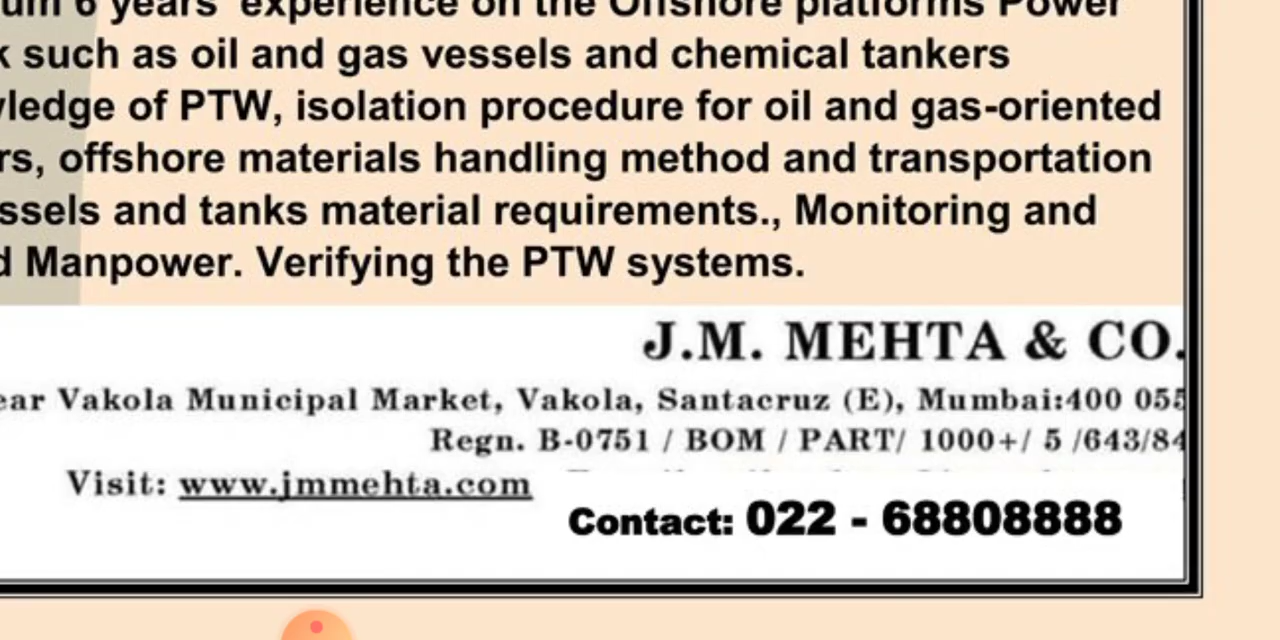 6 years' experience on the Offshore platforms Power
such as oil and gas vessels and chemical tankers
of PTW, isolation procedure for oil and gas-oriented
offshore materials handling method and transportation
and tanks material requirements., Monitoring and
Manpower. Verifying the PTW systems.
J.M. MEHTA & CO.
Vakola Municipal Market, Vakola, Santacruz (E), Mumbai:400 055
Regn. B-0751 / BOM / PART/ 1000+/ 5 /643/84
Visit: www.jmmehta.com
Contact: 022 - 68808888